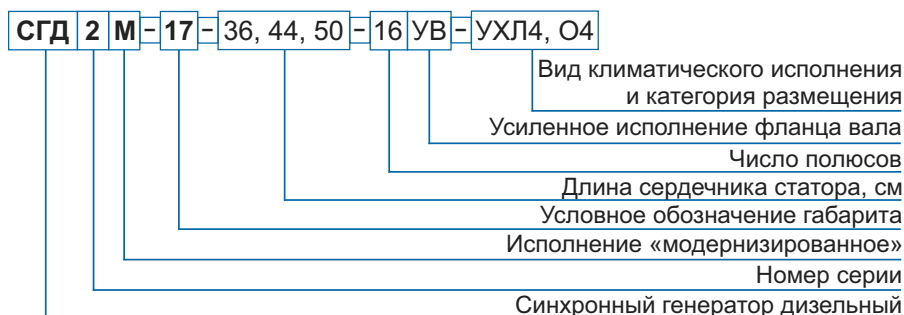 СГД 2 М - 17 - 36, 44, 50 - 16 УВ - УХЛ4, О4
Вид климатического исполнения
и категория размещения
Усиленное исполнение фланца вала
Число полюсов
Длина сердечника статора, см
Условное обозначение габарита
Исполнение «модернизированное»
Номер серии
Синхронный генератор дизельный